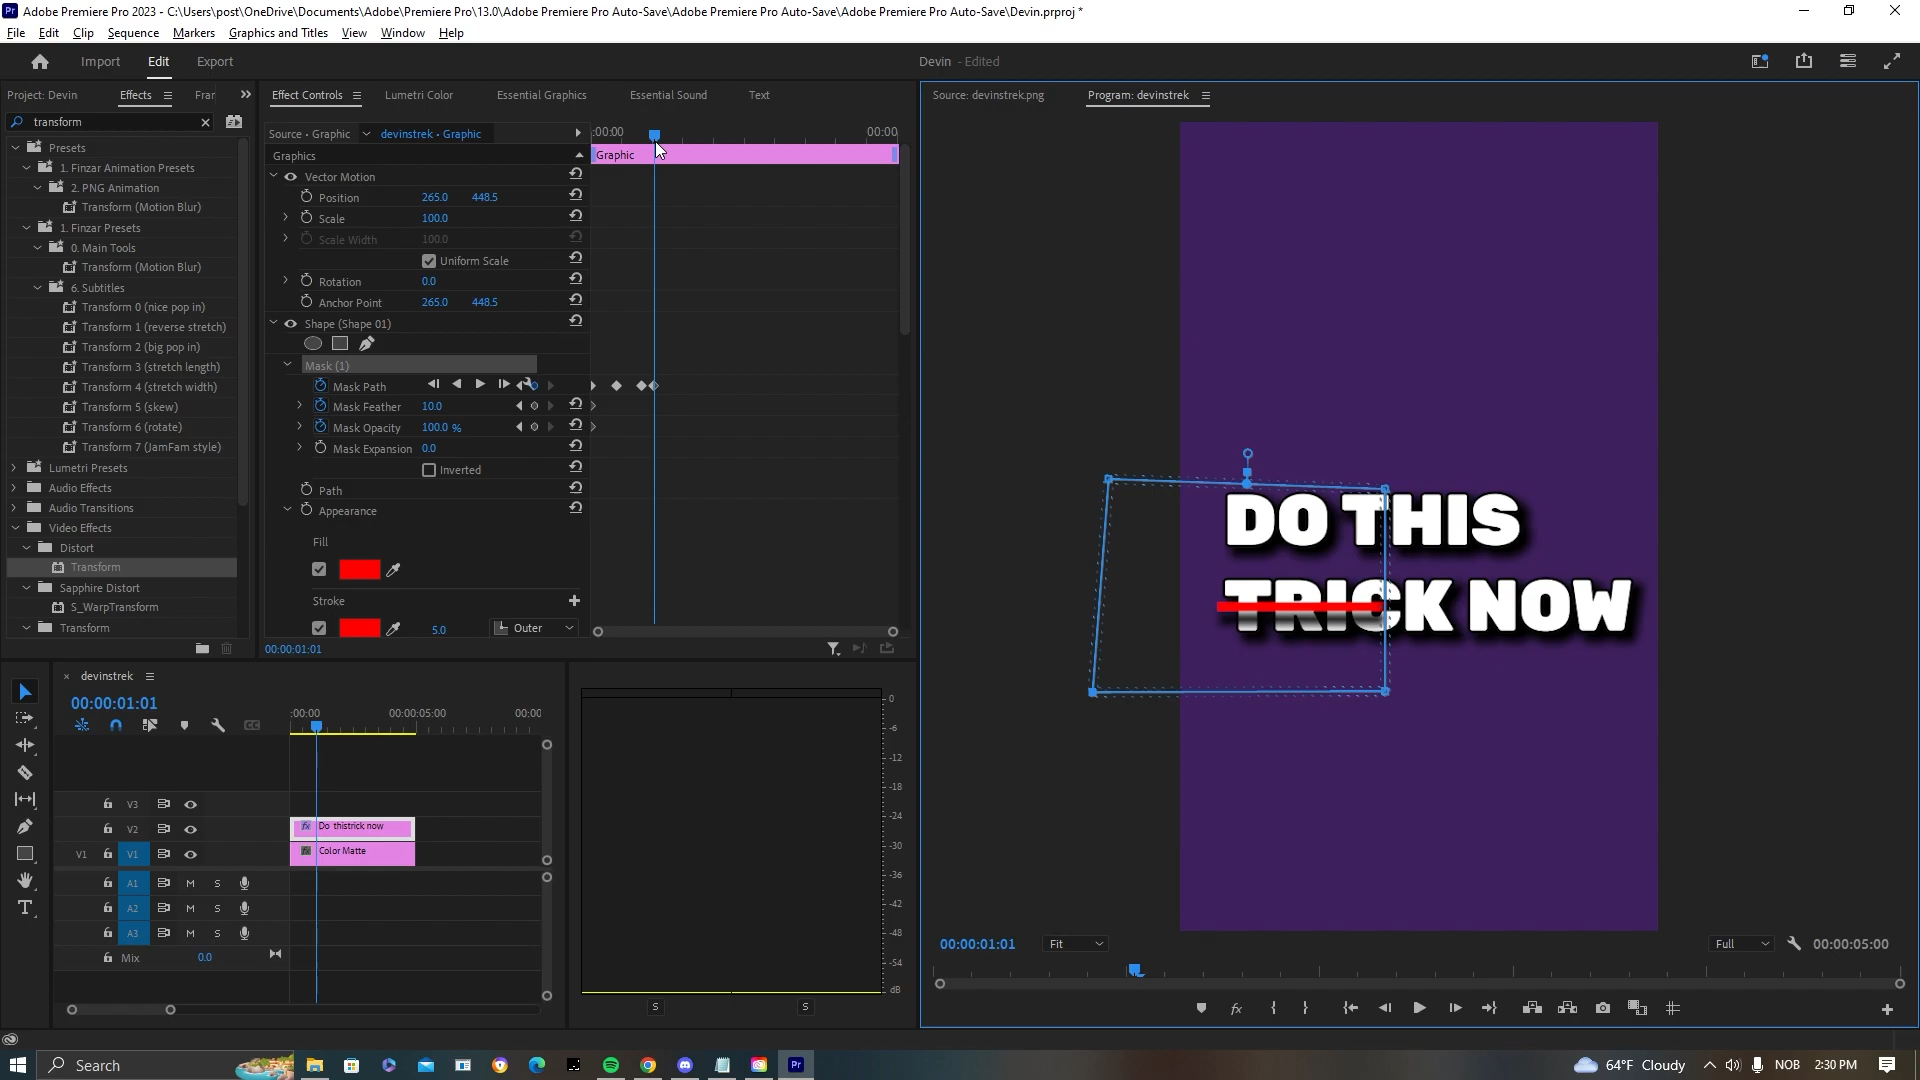 Adobe Premiere Pro 2023 - C:\Users\post\OneDrive\Documents\Adobe\Premiere Pro\13.0\Adobe Premiere Pro Auto-Save\Adobe Premiere Pro Auto-Save\Adobe Premiere Pro Auto-Save\Devin.prproj *
File Edit Clip Sequence Markers Graphics and Titles View Window Help
Import Edit Export
Devin - Edited
Project: Devin Effects Frar
transform
Presets
1. Finzar Animation Presets
2. PNG Animation
Transform (Motion Blur)
1. Finzar Presets
0. Main Tools
Transform (Motion Blur)
6. Subtitles
Transform 0 (nice pop in)
Transform 1 (reverse stretch)
Transform 2 (big pop in)
Transform 3 (stretch length)
Transform 4 (stretch width)
Transform 5 (skew)
Transform 6 (rotate)
Transform 7 (JamFam style)
Lumetri Presets
Audio Effects
Audio Transitions
Video Effects
Distort
Transform
Sapphire Distort
S_WarpTransform
Transform
Effect Controls Lumetri Color Essential Graphics Essential Sound Text
Source • Graphic devinstrek • Graphic
:00:00 00:00
Graphics
Graphic
Vector Motion
Position 265.0 448.5
Scale 100.0
Scale Width 100.0
Uniform Scale
Rotation 0.0
Anchor Point 265.0 448.5
Shape (Shape 01)
Mask (1)
Mask Path
Mask Feather 10.0
Mask Opacity 100.0 %
Mask Expansion 0.0
Inverted
Path
Appearance
Fill
Stroke
5.0 Outer
00:00:01:01
Source: devinstrek.png Program: devinstrek
DO THIS
TRICK NOW
00:00:01:01 Fit Full 00:00:05:00
devinstrek
00:00:01:01
:00:00 00:00:05:00 00:00
V3
V2
V1 V1
Do thistrick now
Color Matte
A1 M S
A2 M S
A3 M S
Mix 0.0
0
-6
-12
-18
-24
-30
-36
-42
-48
-54
dB
S S
Search
64°F Cloudy NOB 2:30 PM